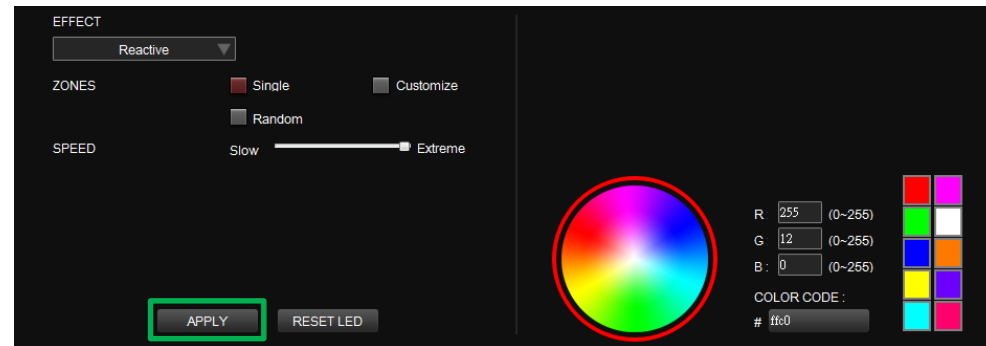 EFFECT
Reactive
ZONES
Single
Customize
Random
SPEED
Slow
Extreme
APPLY
RESET LED
R 255 (0~255)
G 12 (0~255)
B: 0 (0~255)
COLOR CODE :
# ffc0